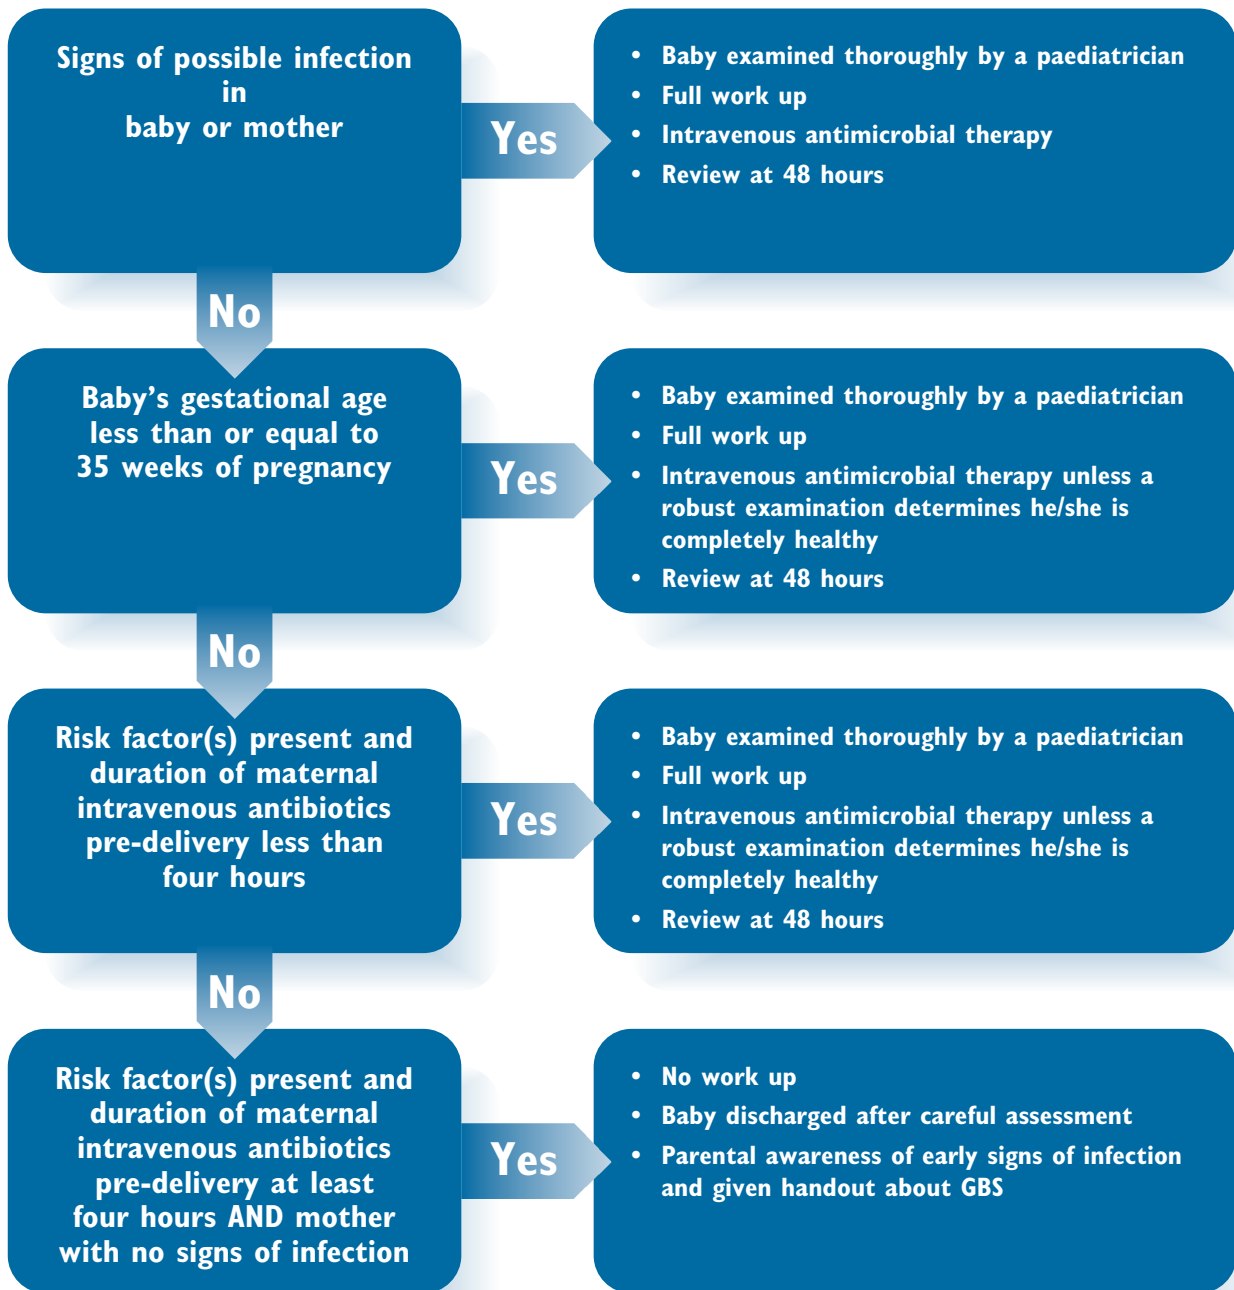 Signs of possible infection
in
baby or mother
Yes
• Baby examined thoroughly by a paediatrician
• Full work up
• Intravenous antimicrobial therapy
• Review at 48 hours
No
Baby’s gestational age
less than or equal to
35 weeks of pregnancy
Yes
• Baby examined thoroughly by a paediatrician
• Full work up
• Intravenous antimicrobial therapy unless a
robust examination determines he/she is
completely healthy
• Review at 48 hours
No
Risk factor(s) present and
duration of maternal
intravenous antibiotics
pre-delivery less than
four hours
Yes
• Baby examined thoroughly by a paediatrician
• Full work up
• Intravenous antimicrobial therapy unless a
robust examination determines he/she is
completely healthy
• Review at 48 hours
No
Risk factor(s) present and
duration of maternal
intravenous antibiotics
pre-delivery at least
four hours AND mother
with no signs of infection
Yes
• No work up
• Baby discharged after careful assessment
• Parental awareness of early signs of infection
and given handout about GBS